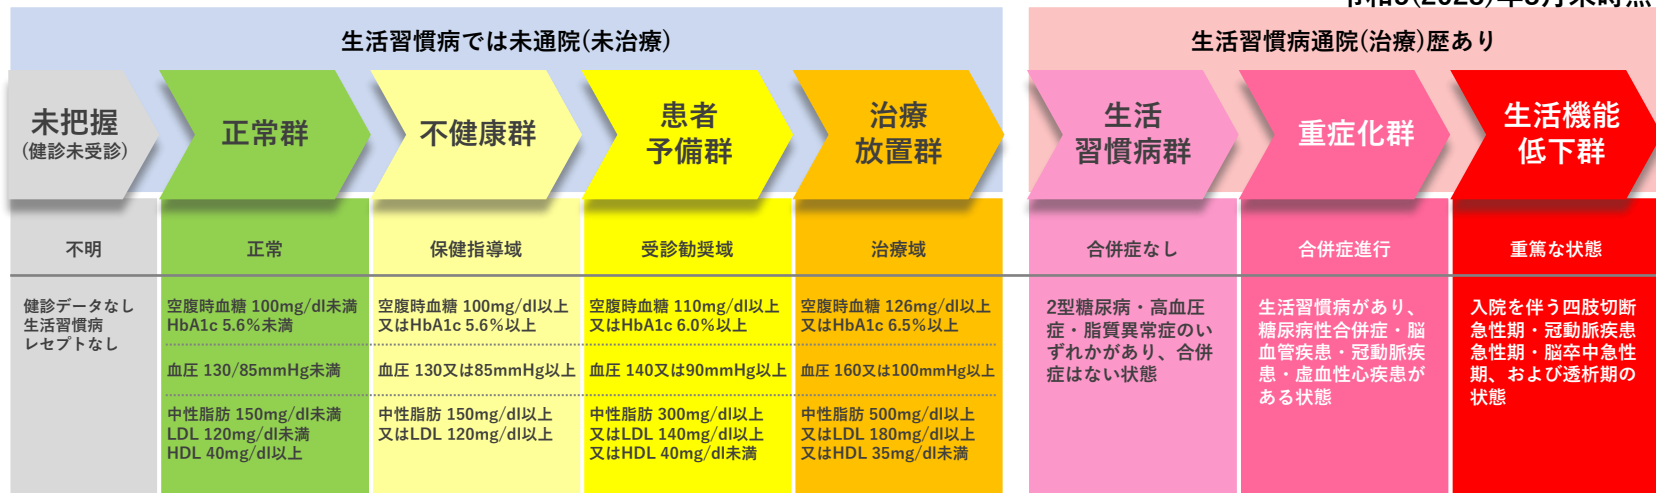 生活習慣病では未通院(未治療)
生活習慣病通院(治療)歴あり
未把握
(健診未受診)
正常群
不健康群
患者
予備群
治療
放置群
生活
習慣病群
重症化群
生活機能
低下群
不明
正常
保健指導域
受診勧奨域
治療域
合併症なし
合併症進行
重篤な状態
健診データなし
生活習慣病
レセプトなし
空腹時血糖 100mg/dl未満
HbA1c 5.6%未満
血圧 130/85mmHg未満
中性脂肪 150mg/dl未満
LDL 120mg/dl未満
HDL 40mg/dl以上
空腹時血糖 100mg/dl以上
又はHbA1c 5.6%以上
血圧 130又は85mmHg以上
中性脂肪 150mg/dl以上
又はLDL 120mg/dl以上
空腹時血糖 110mg/dl以上
又はHbA1c 6.0%以上
血圧 140又は90mmHg以上
中性脂肪 300mg/dl以上
又はLDL 140mg/dl以上
又はHDL 40mg/dl未満
空腹時血糖 126mg/dl以上
又はHbA1c 6.5%以上
血圧 160又は100mmHg以上
中性脂肪 500mg/dl以上
又はLDL 180mg/dl以上
又はHDL 35mg/dl未満
2型糖尿病・高血圧
症・脂質異常症のい
ずれかがあり、合併
症はない状態
生活習慣病があり、
糖尿病性合併症・脳
血管疾患・冠動脈疾
患・虚血性心疾患が
ある状態
入院を伴う四肢切断
急性期・冠動脈疾患
急性期・脳卒中急性
期、および透析期の
状態